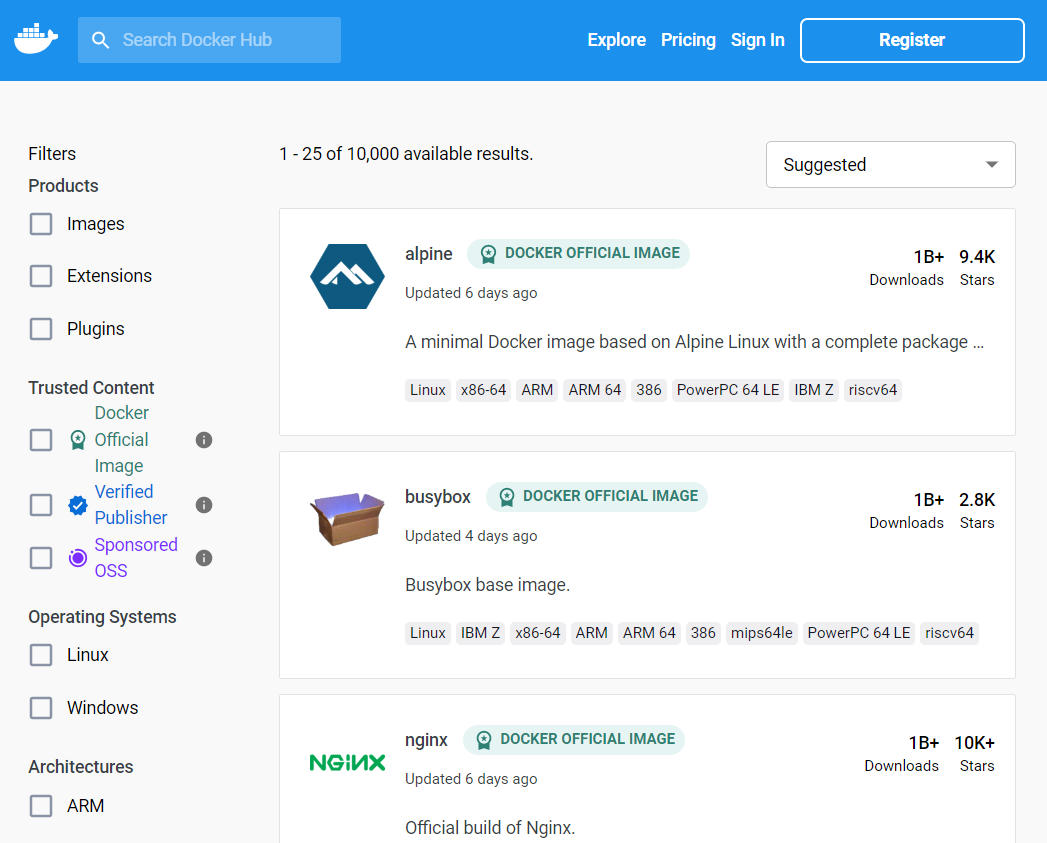 Search Docker Hub
Explore Pricing Sign In Register
Filters
Products
Images
Extensions
Plugins
Trusted Content
Docker
Official
Image
Verified
Publisher
Sponsored
OSS
Operating Systems
Linux
Windows
Architectures
ARM
1 - 25 of 10,000 available results.
Suggested
alpine DOCKER OFFICIAL IMAGE
Updated 6 days ago
1B+ 9.4K
Downloads Stars
A minimal Docker image based on Alpine Linux with a complete package ...
Linux x86-64 ARM ARM 64 386 PowerPC 64 LE IBM Z riscv64
busybox DOCKER OFFICIAL IMAGE
Updated 4 days ago
1B+ 2.8K
Downloads Stars
Busybox base image.
Linux IBM Z x86-64 ARM ARM 64 386 mips64le PowerPC 64 LE riscv64
NGINX
nginx DOCKER OFFICIAL IMAGE
Updated 6 days ago
1B+ 10K+
Downloads Stars
Official build of Nginx.